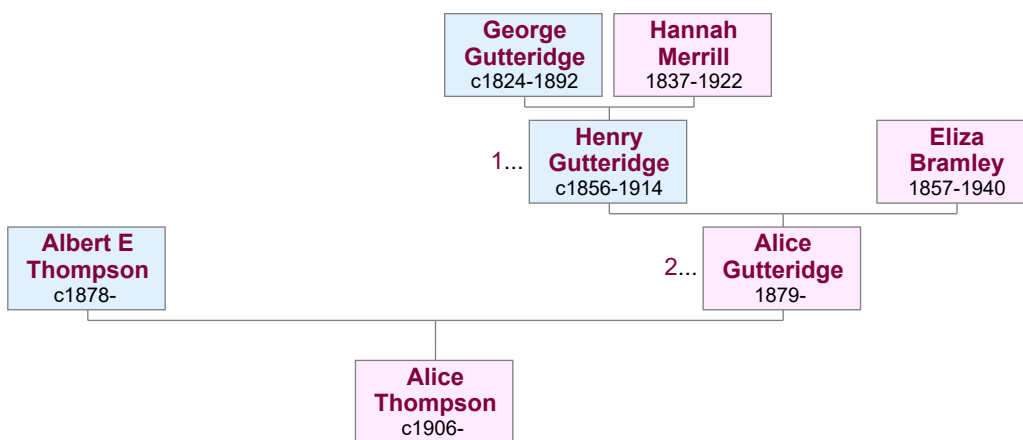 George
Gutteridge
c1824-1892
Hannah
Merrill
1837-1922
1...
Henry
Gutteridge
c1856-1914
Eliza
Bramley
1857-1940
Albert E
Thompson
c1878-
2...
Alice
Gutteridge
1879-
Alice
Thompson
c1906-